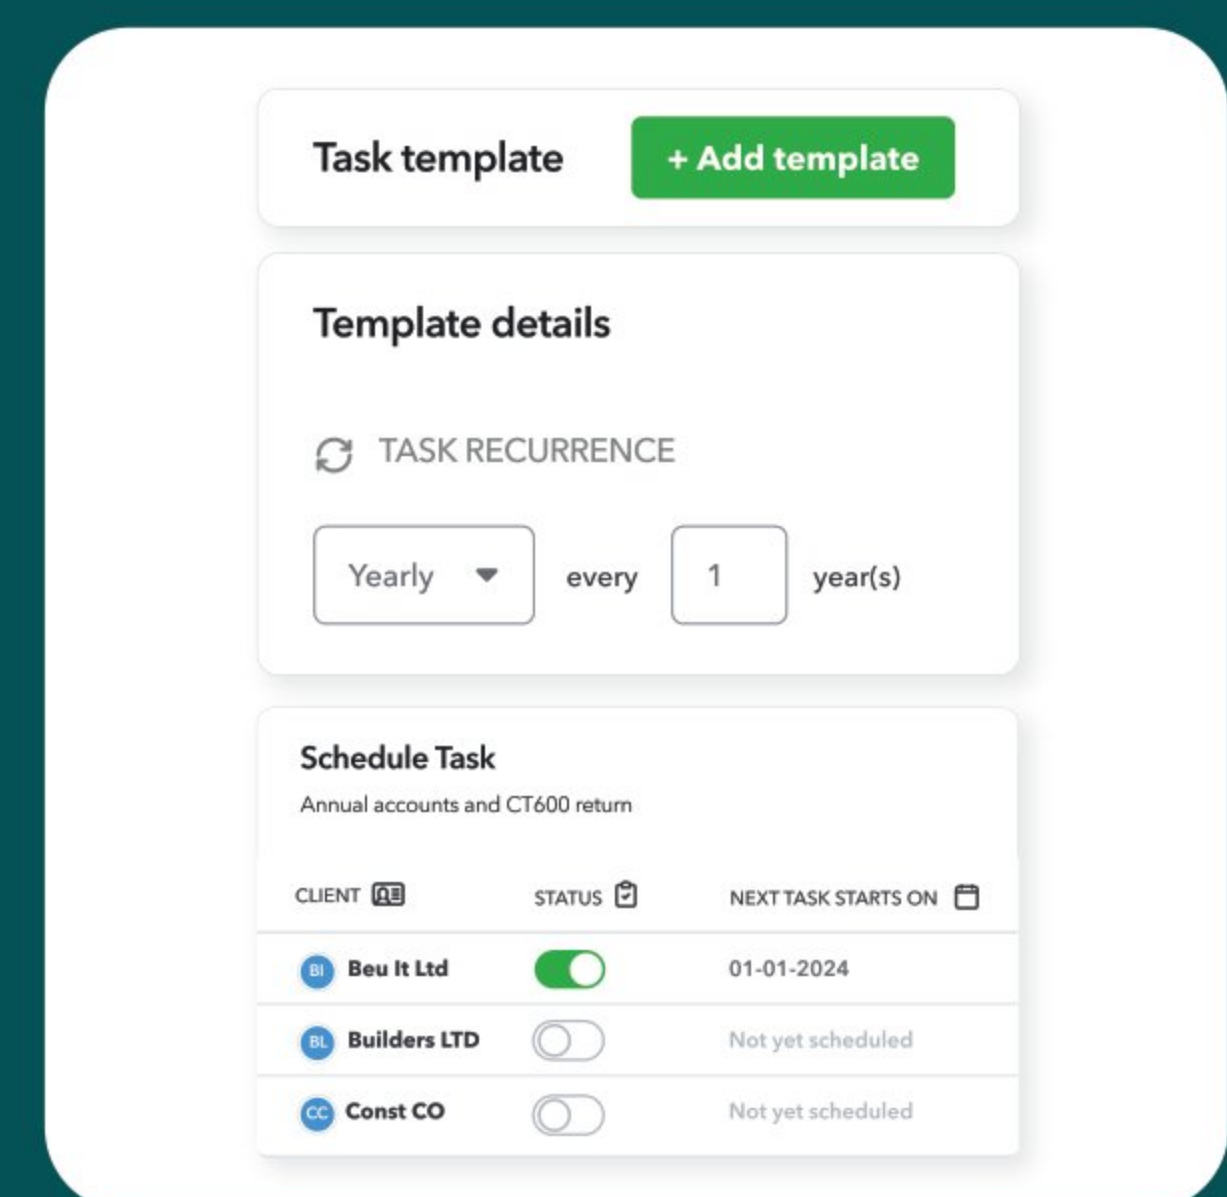 Task template
+ Add template
Template details
TASK RECURRENCE
Yearly every 1 year(s)
Schedule Task
Annual accounts and CT600 return
CLIENT STATUS NEXT TASK STARTS ON
BI Beu It Ltd 01-01-2024
BL Builders LTD Not yet scheduled
CC Const CO Not yet scheduled